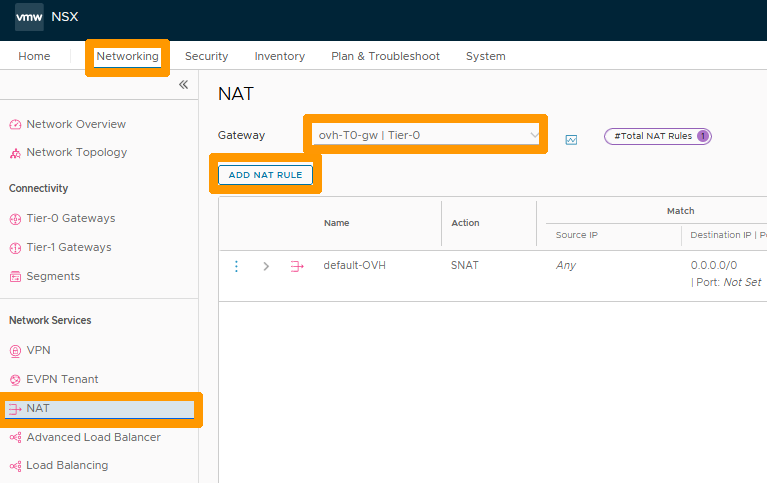 vmw NSX
Home Networking Security Inventory Plan & Troubleshoot System
Network Overview
Network Topology
Connectivity
Tier-0 Gateways
Tier-1 Gateways
Segments
Network Services
VPN
EVPN Tenant
NAT
Advanced Load Balancer
Load Balancing
NAT
Gateway ovh-T0-gw | Tier-0 #Total NAT Rules 1
ADD NAT RULE
Name Action Match
Source IP Destination IP |
default-OVH SNAT Any 0.0.0.0/0
| Port: Not Set